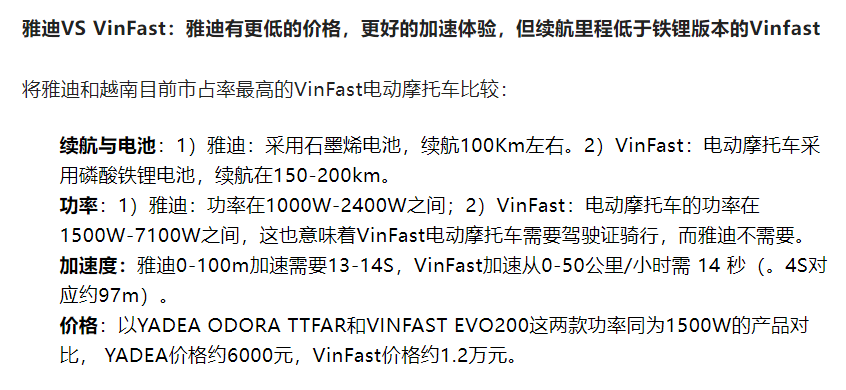 雅迪VS VinFast：雅迪有更低的价格，更好的加速体验，但续航里程低于铁锂版本的Vinfast
将雅迪和越南目前市占率最高的VinFast电动摩托车比较：
续航与电池：1）雅迪：采用石墨烯电池，续航100Km左右。2）VinFast：电动摩托车采
用磷酸铁锂电池，续航在150-200km。
功率：1）雅迪：功率在1000W-2400W之间；2）VinFast：电动摩托车的功率在
1500W-7100W之间，这也意味着VinFast电动摩托车需要驾驶证骑行，而雅迪不需要。
加速度：雅迪0-100m加速需要13-14S，VinFast加速从0-50公里/小时需 14 秒（。4S对
应约97m）。
价格：以YADEA ODORA TTFAR和VINFAST EVO200这两款功率同为1500W的产品对
比， YADEA价格约6000元，VinFast价格约1.2万元。